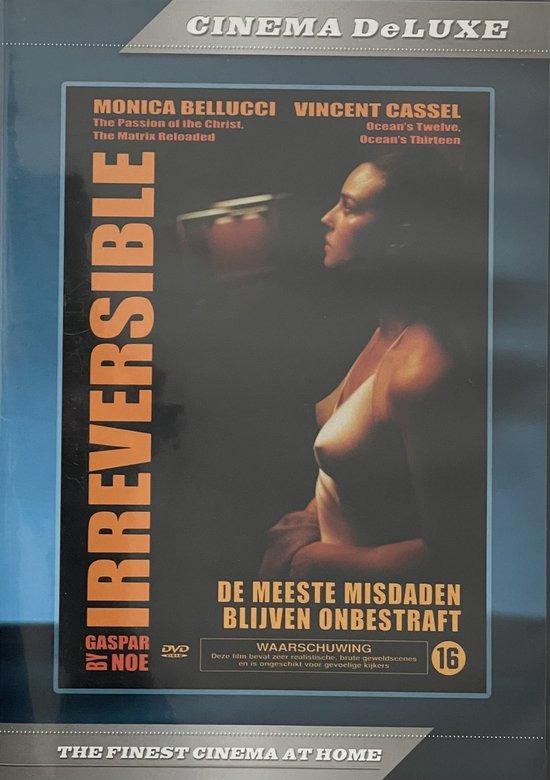 CINEMA DeLUXE
MONICA BELLUCCI
The Passion of the Christ,
The Matrix Reloaded
VINCENT CASSEL
Ocean's Twelve,
Ocean's Thirteen
IRREVERSIBLE
BY GASPAR NOE
DE MEESTE MISDADEN
BLIJVEN ONBESTRAFT
DVD
VIDEO
WAARSCHUWING
Deze film bevat zeer realistische, brute geweldscenes
en is ongeschikt voor gevoelige kijkers
16
THE FINEST CINEMA AT HOME